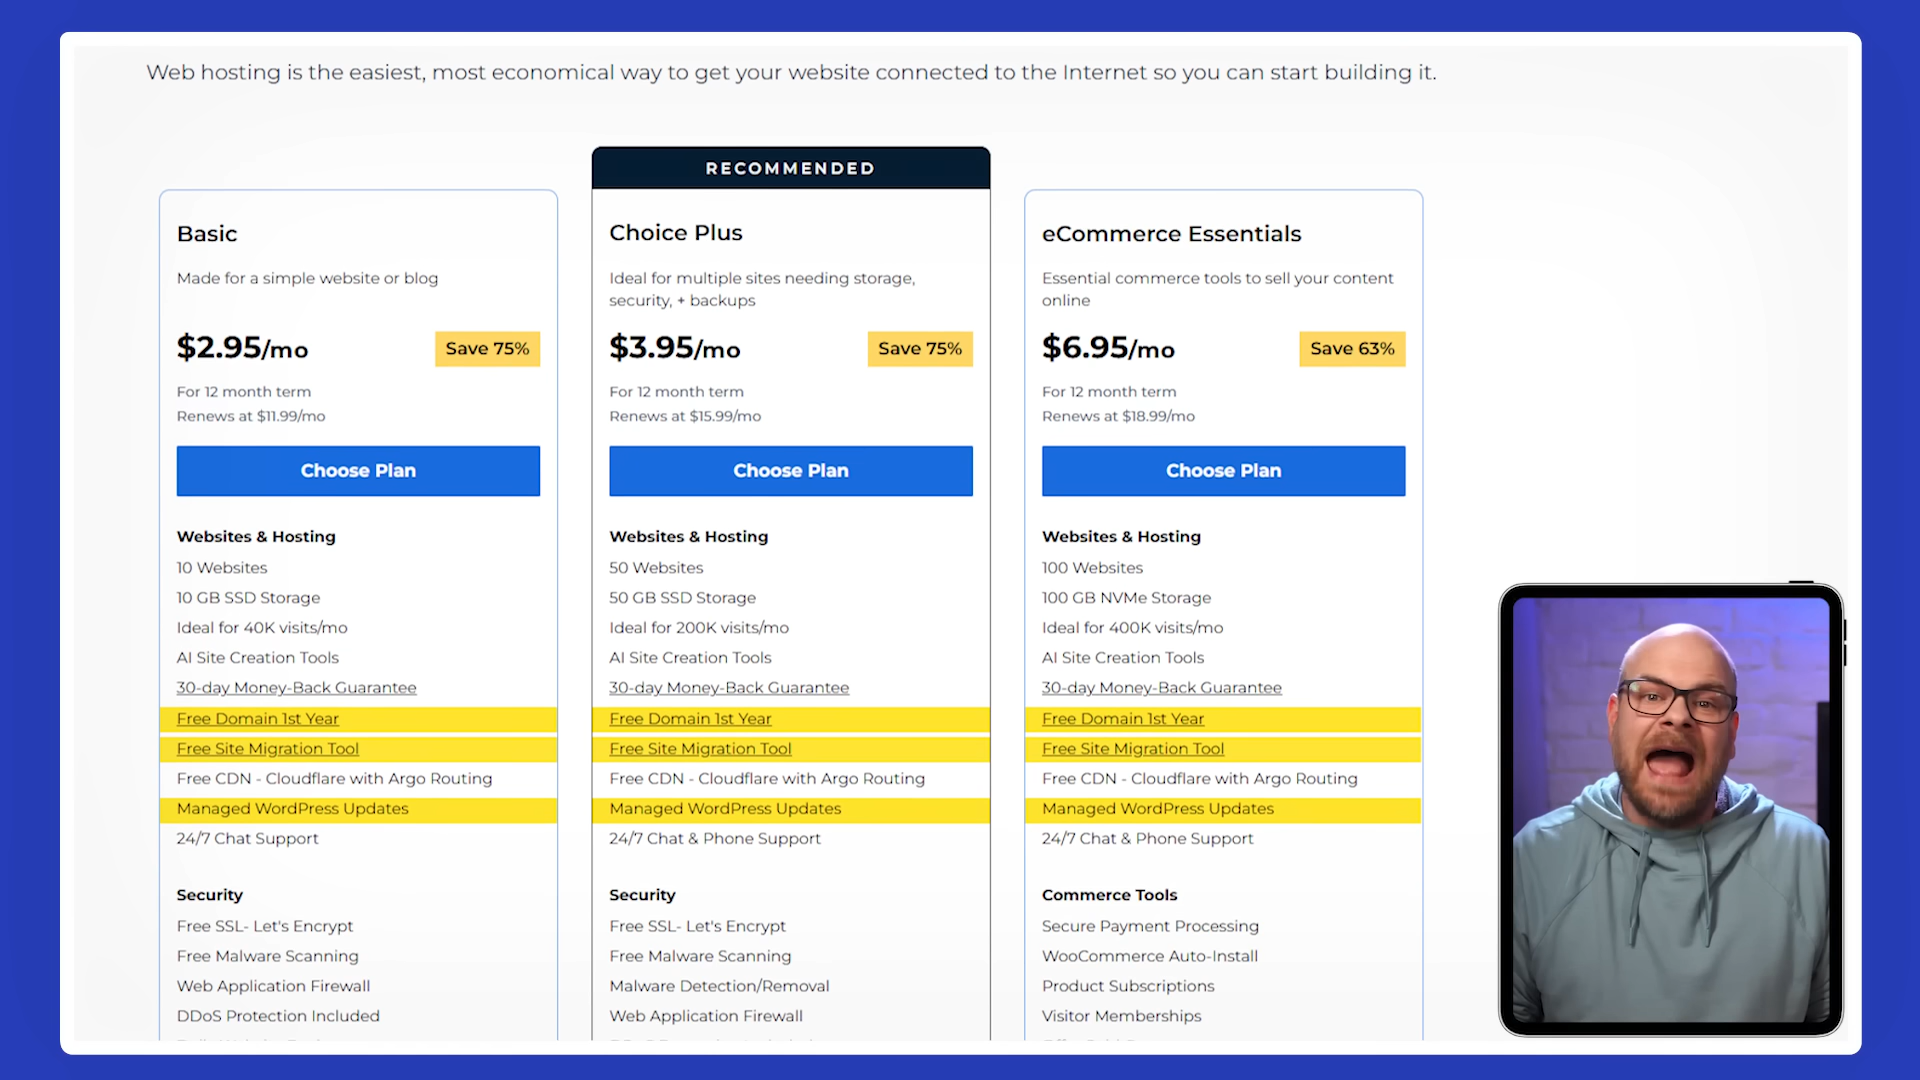 Web hosting is the easiest, most economical way to get your website connected to the Internet so you can start building it.
Basic
Made for a simple website or blog
$2.95/mo
Save 75%
For 12 month term
Renews at $11.99/mo
Choose Plan
Websites & Hosting
10 Websites
10 GB SSD Storage
Ideal for 40K visits/mo
AI Site Creation Tools
30-day Money-Back Guarantee
Free Domain 1st Year
Free Site Migration Tool
Free CDN - Cloudflare with Argo Routing
Managed WordPress Updates
24/7 Chat Support
Security
Free SSL- Let's Encrypt
Free Malware Scanning
Web Application Firewall
DDoS Protection Included
RECOMMENDED
Choice Plus
Ideal for multiple sites needing storage,
security, + backups
$3.95/mo
Save 75%
For 12 month term
Renews at $15.99/mo
Choose Plan
Websites & Hosting
50 Websites
50 GB SSD Storage
Ideal for 200K visits/mo
AI Site Creation Tools
30-day Money-Back Guarantee
Free Domain 1st Year
Free Site Migration Tool
Free CDN - Cloudflare with Argo Routing
Managed WordPress Updates
24/7 Chat & Phone Support
Security
Free SSL- Let's Encrypt
Free Malware Scanning
Malware Detection/Removal
Web Application Firewall
eCommerce Essentials
Essential commerce tools to sell your content
online
$6.95/mo
Save 63%
For 12 month term
Renews at $18.99/mo
Choose Plan
Websites & Hosting
100 Websites
100 GB NVMe Storage
Ideal for 400K visits/mo
AI Site Creation Tools
30-day Money-Back Guarantee
Free Domain 1st Year
Free Site Migration Tool
Free CDN - Cloudflare with Argo Routing
Managed WordPress Updates
24/7 Chat & Phone Support
Commerce Tools
Secure Payment Processing
WooCommerce Auto-Install
Product Subscriptions
Visitor Memberships